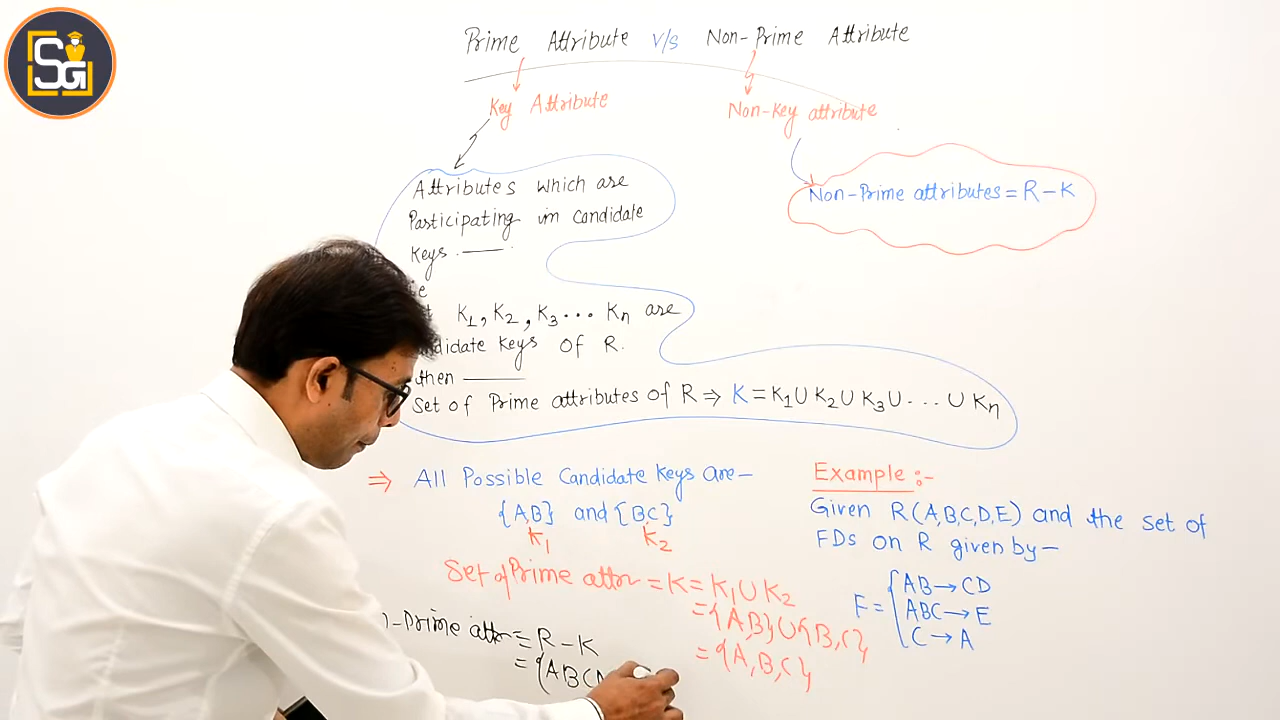 SG
Prime Attribute v/s Non-Prime Attribute
Key Attribute
Non-Key attribute
Attributes which are
Participating in candidate
Keys.
Non-Prime attributes = R - K
K1, K2, K3 ... Kn are
Keys of R.
then
Set of Prime attributes of R ⇒ K = K1 ∪ K2 ∪ K3 ∪ ... ∪ Kn
⇒ All Possible Candidate Keys are-
{A,B} and {B,C}
K1 K2
Set of Prime attr = K = K1 ∪ K2
= {A,B} ∪ {B,C}
= {A,B,C}
-Prime attr = R - K
= {ABC
Example :-
Given R(A,B,C,D,E) and the set of
FDs on R given by-
F = { AB → CD
ABC → E
C → A